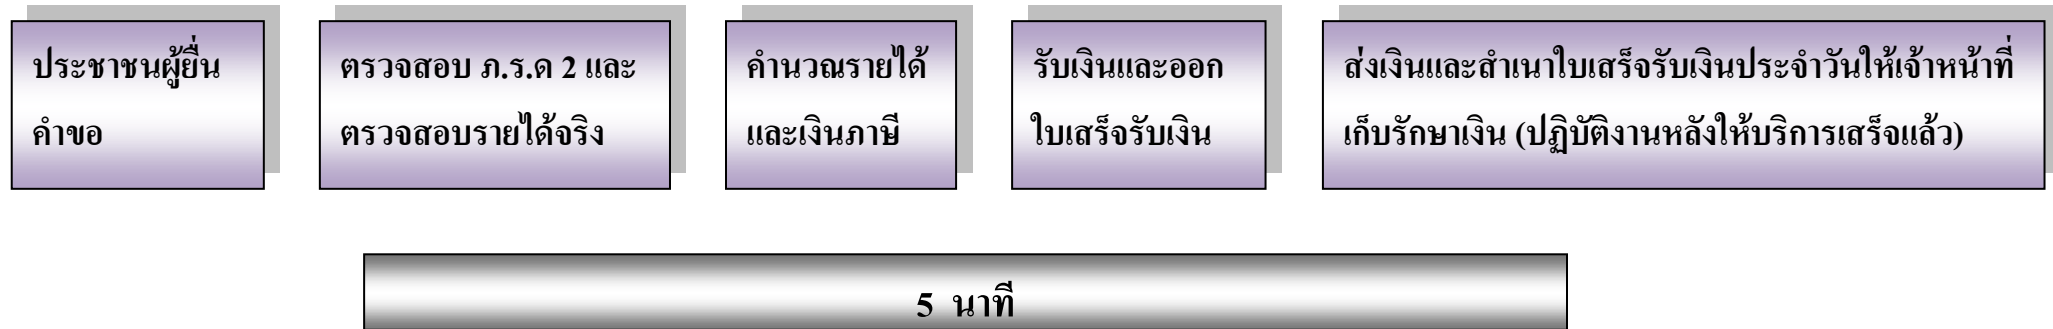 ประชาชนผู้ยื่น
คำขอ
ตรวจสอบ ภ.ร.ด 2 และ
ตรวจสอบรายได้จริง
คำนวณรายได้
และเงินภาษี
รับเงินและออก
ใบเสร็จรับเงิน
ส่งเงินและสำเนาใบเสร็จรับเงินประจำวันให้เจ้าหน้าที่
เก็บรักษาเงิน (ปฏิบัติงานหลังให้บริการเสร็จแล้ว)
5 นาที